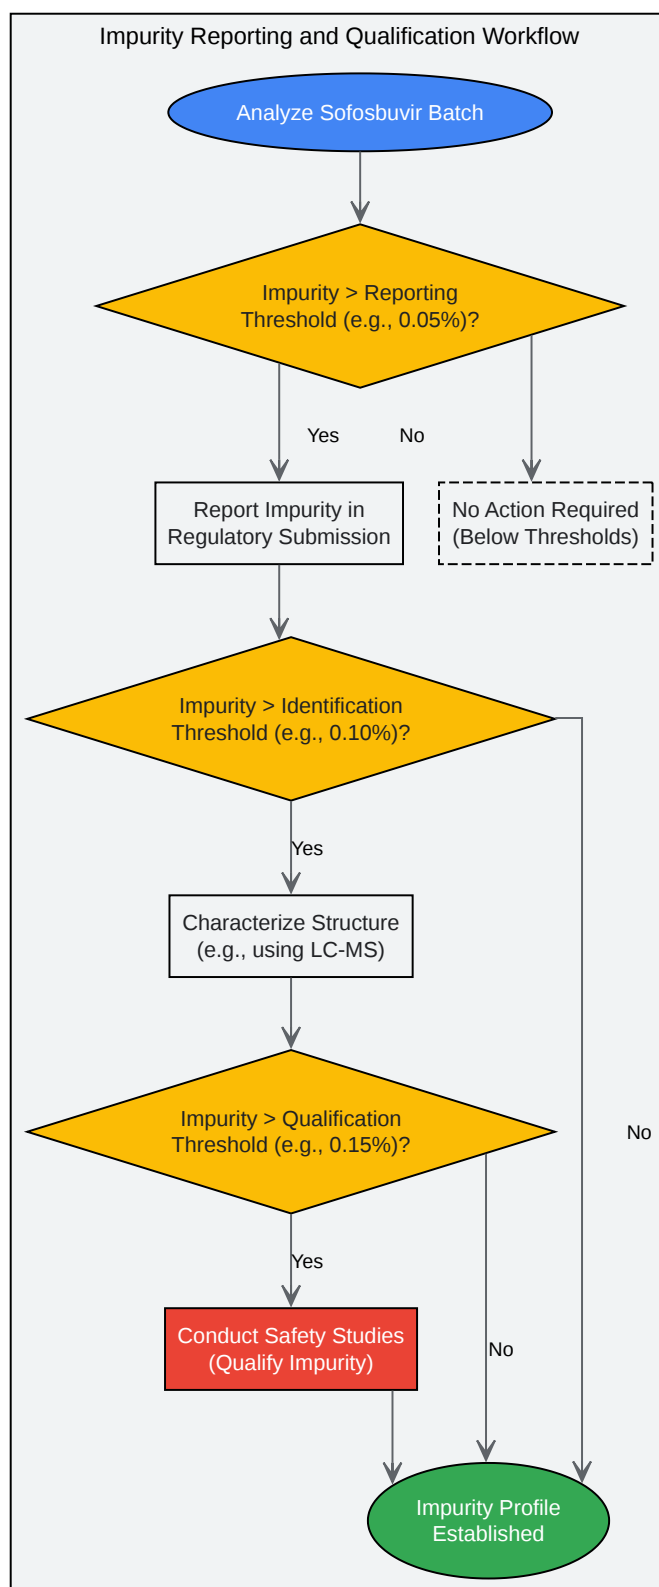 Impurity Reporting and Qualification Workflow
Analyze Sofosbuvir Batch
Impurity > Reporting
Threshold (e.g., 0.05%)?
Yes
No
Report Impurity in
Regulatory Submission
No Action Required
(Below Thresholds)
Impurity > Identification
Threshold (e.g., 0.10%)?
Yes
Characterize Structure
(e.g., using LC-MS)
Impurity > Qualification
Threshold (e.g., 0.15%)?
No
Yes
Conduct Safety Studies
(Qualify Impurity)
No
Impurity Profile
Established